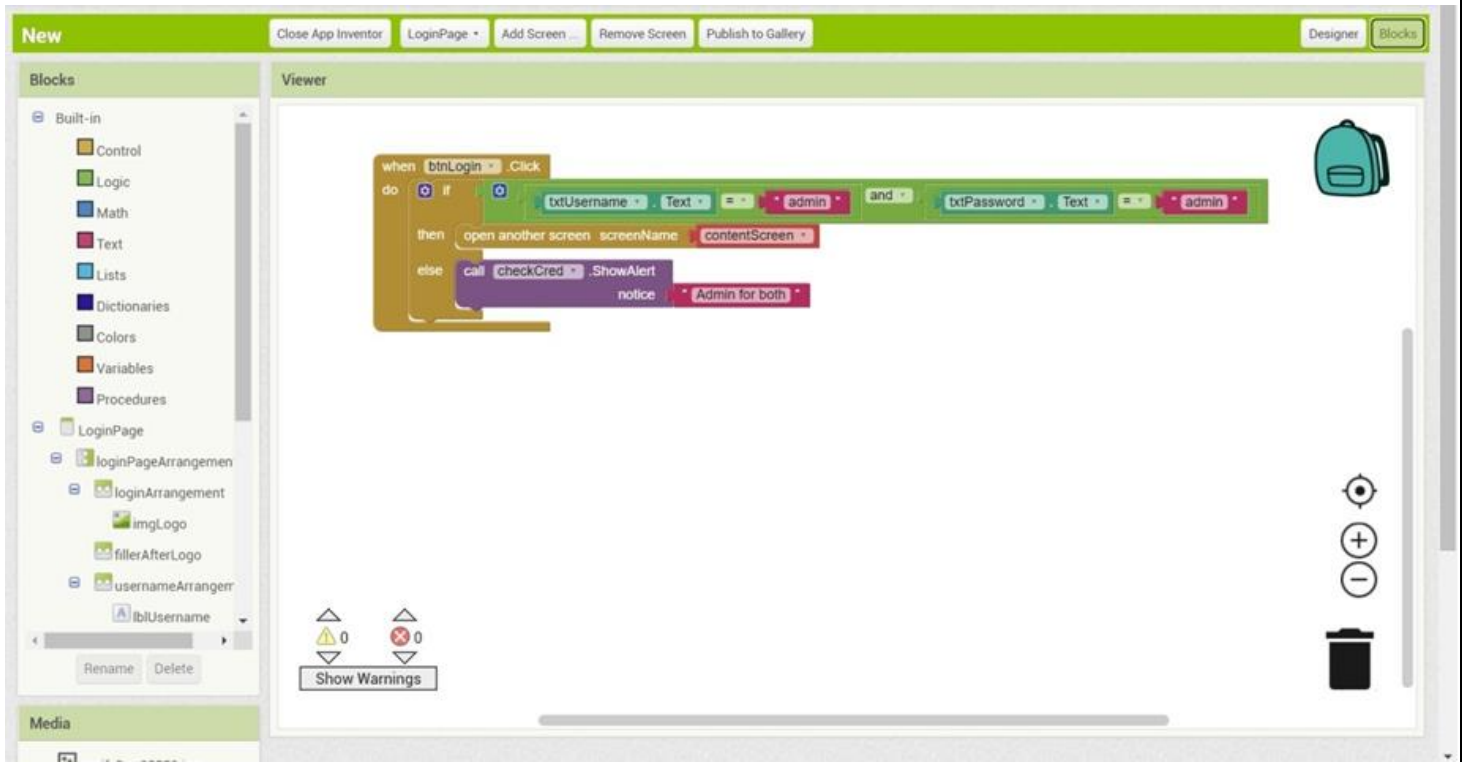 New
Close App Inventor
LoginPage
Add Screen ...
Remove Screen
Publish to Gallery
Designer
Blocks
Blocks
Built-in
Control
Logic
Math
Text
Lists
Dictionaries
Colors
Variables
Procedures
LoginPage
loginPageArrangemen
loginArrangement
imgLogo
fillerAfterLogo
usernameArrangem
A lblUsername
Rename Delete
Media
Viewer
when btnLogin .Click
do if txtUsername . Text = " admin " and txtPassword . Text = " admin "
then open another screen screenName contentScreen
else call checkCred .ShowAlert
notice " Admin for both "
0 0
Show Warnings